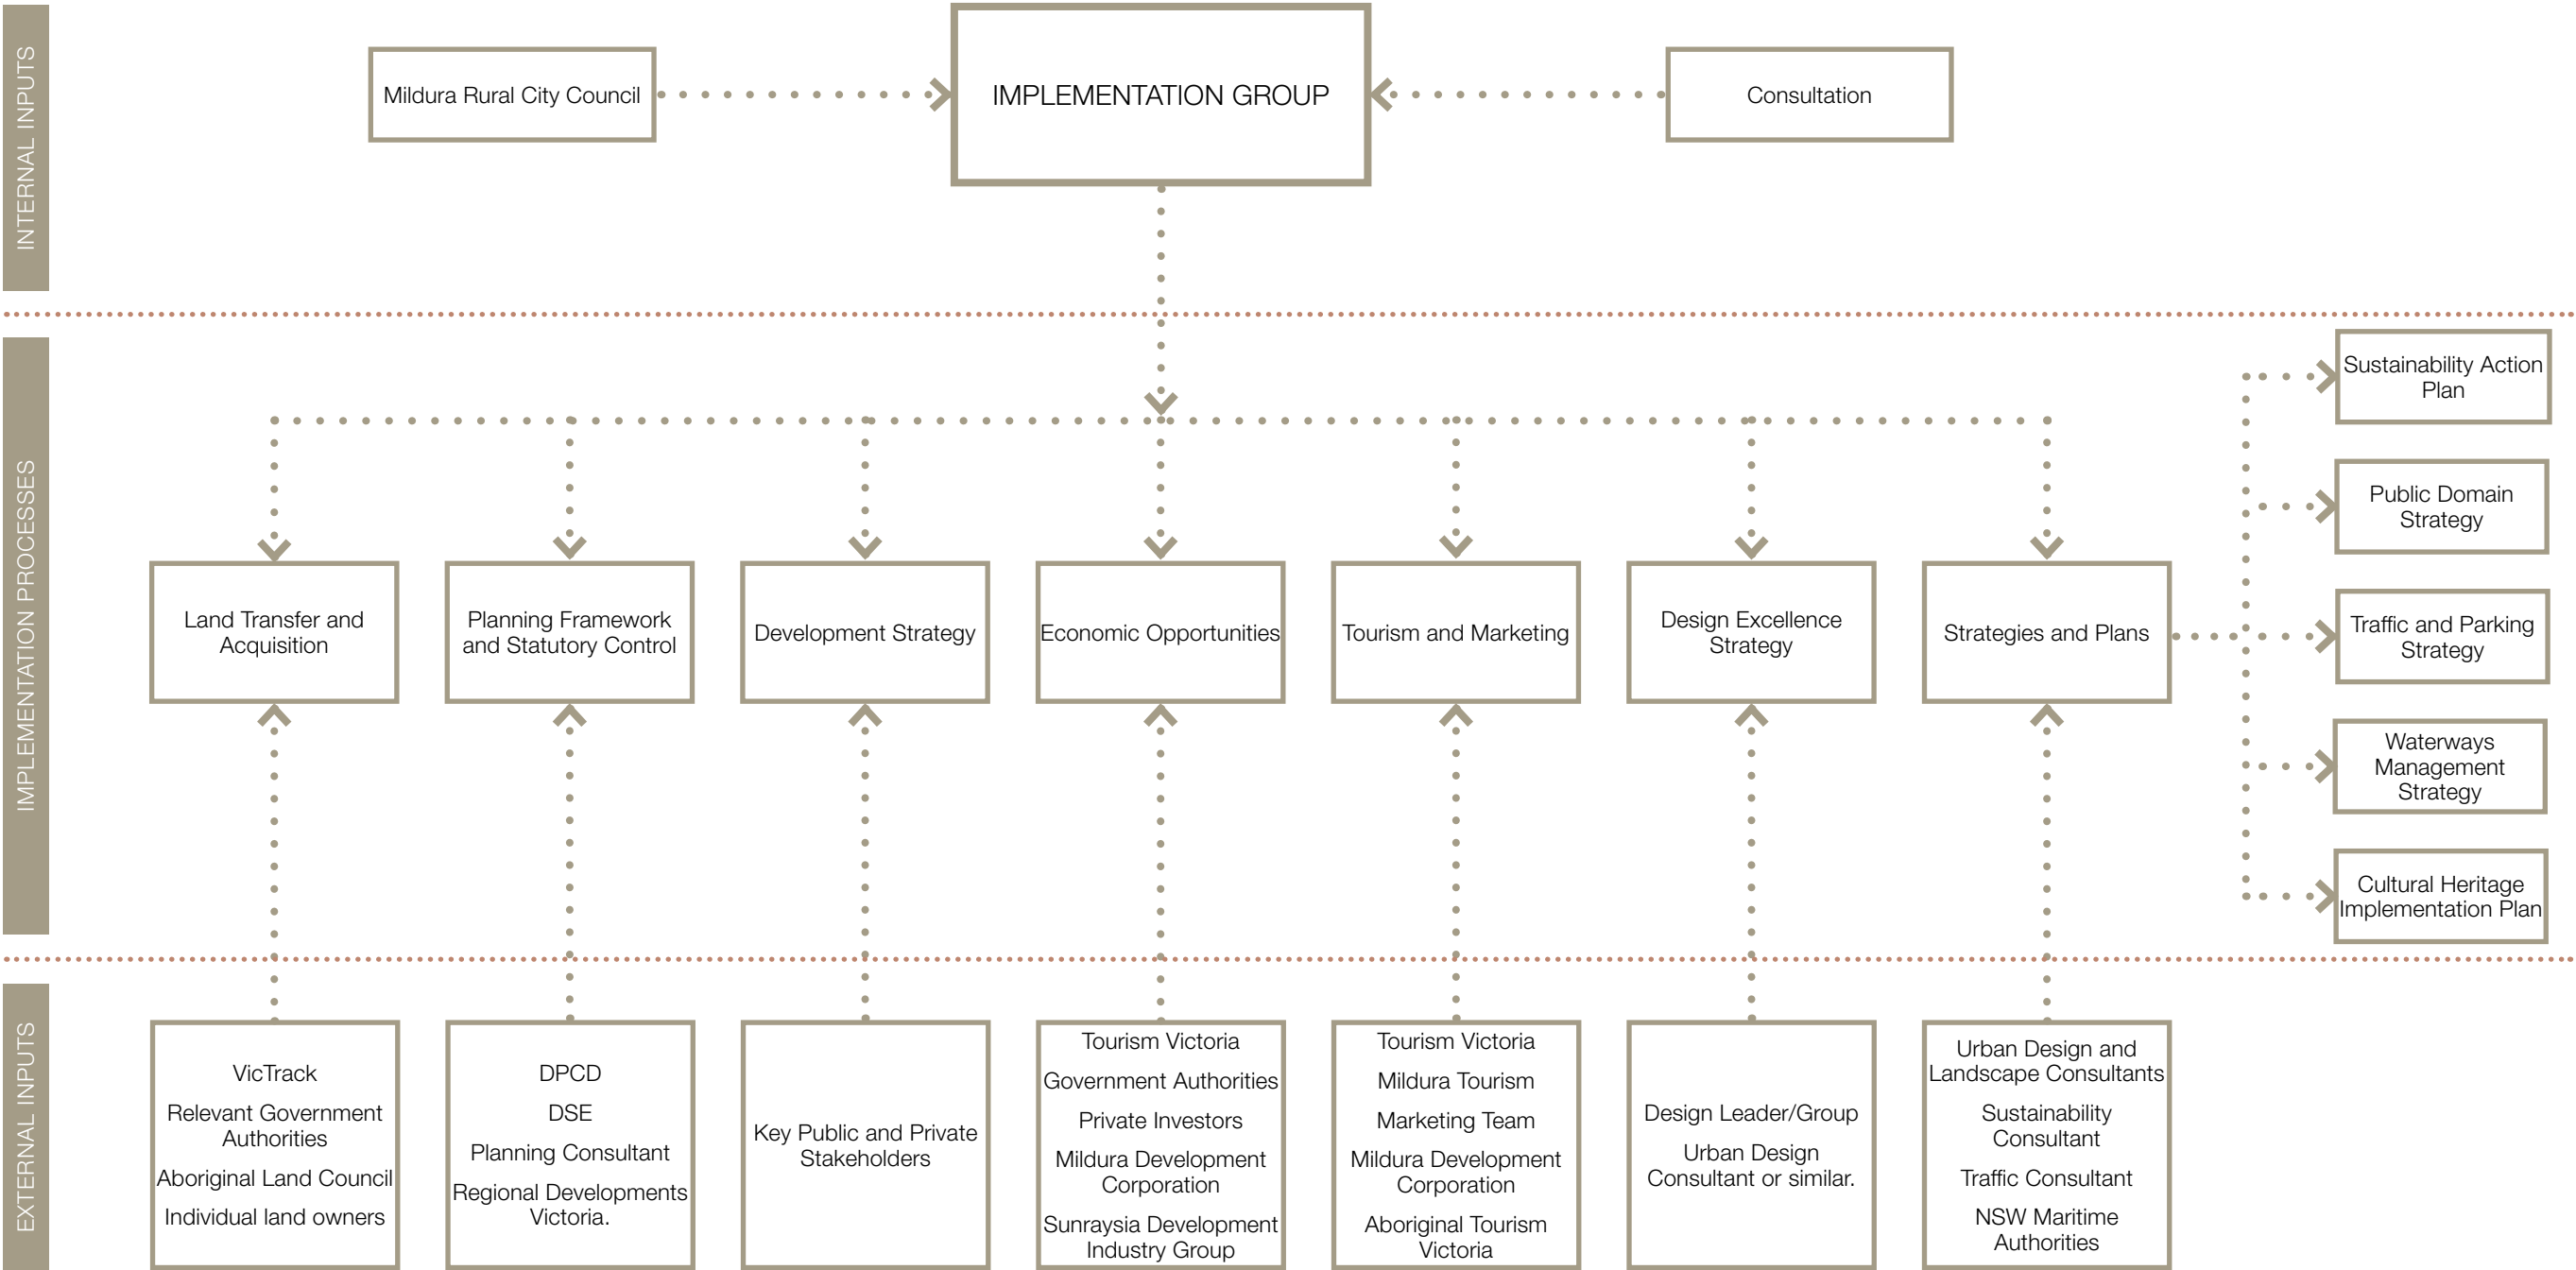 INTERNAL INPUTS
Mildura Rural City Council
IMPLEMENTATION GROUP
Consultation
IMPLEMENTATION PROCESSES
Land Transfer and
Acquisition
Planning Framework
and Statutory Control
Development Strategy
Economic Opportunities
Tourism and Marketing
Design Excellence
Strategy
Strategies and Plans
Sustainability Action
Plan
Public Domain
Strategy
Traffic and Parking
Strategy
Waterways
Management
Strategy
Cultural Heritage
Implementation Plan
EXTERNAL INPUTS
VicTrack
Relevant Government
Authorities
Aboriginal Land Council
Individual land owners
DPCD
DSE
Planning Consultant
Regional Developments
Victoria.
Key Public and Private
Stakeholders
Tourism Victoria
Government Authorities
Private Investors
Mildura Development
Corporation
Sunraysia Development
Industry Group
Tourism Victoria
Mildura Tourism
Marketing Team
Mildura Development
Corporation
Aboriginal Tourism
Victoria
Design Leader/Group
Urban Design
Consultant or similar.
Urban Design and
Landscape Consultants
Sustainability
Consultant
Traffic Consultant
NSW Maritime
Authorities